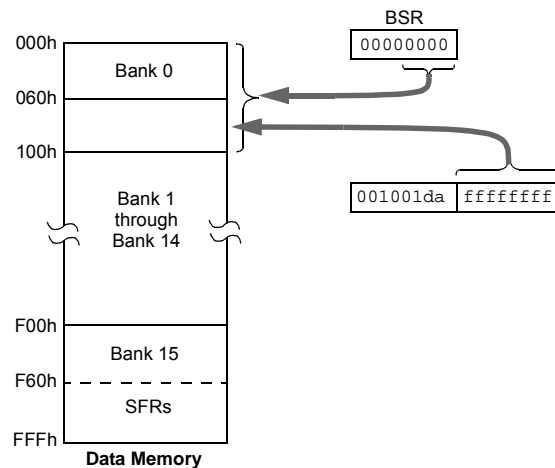 BSR
00000000
000h
Bank 0
060h
100h
001001da ffffffff
Bank 1
through
Bank 14
F00h
Bank 15
F60h
SFRs
FFFh
Data Memory